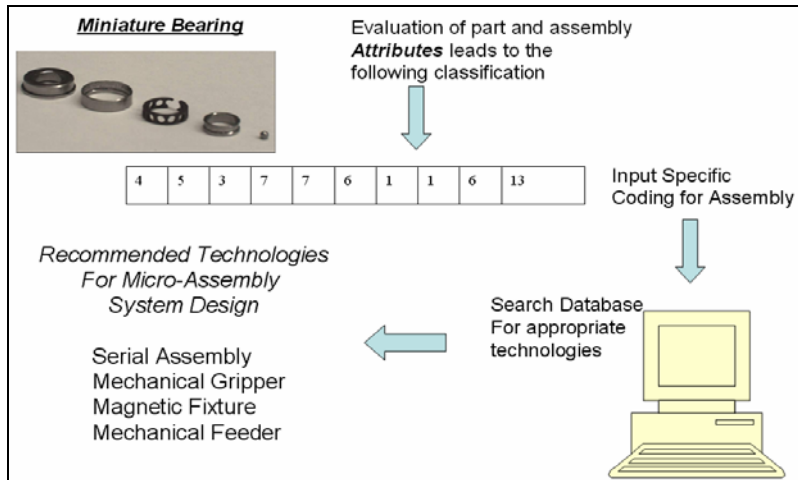 Miniature Bearing
Evaluation of part and assembly
Attributes leads to the
following classification
4 5 3 7 7 6 1 1 6 13
Input Specific
Coding for Assembly
Search Database
For appropriate
technologies
Recommended Technologies
For Micro-Assembly
System Design
Serial Assembly
Mechanical Gripper
Magnetic Fixture
Mechanical Feeder